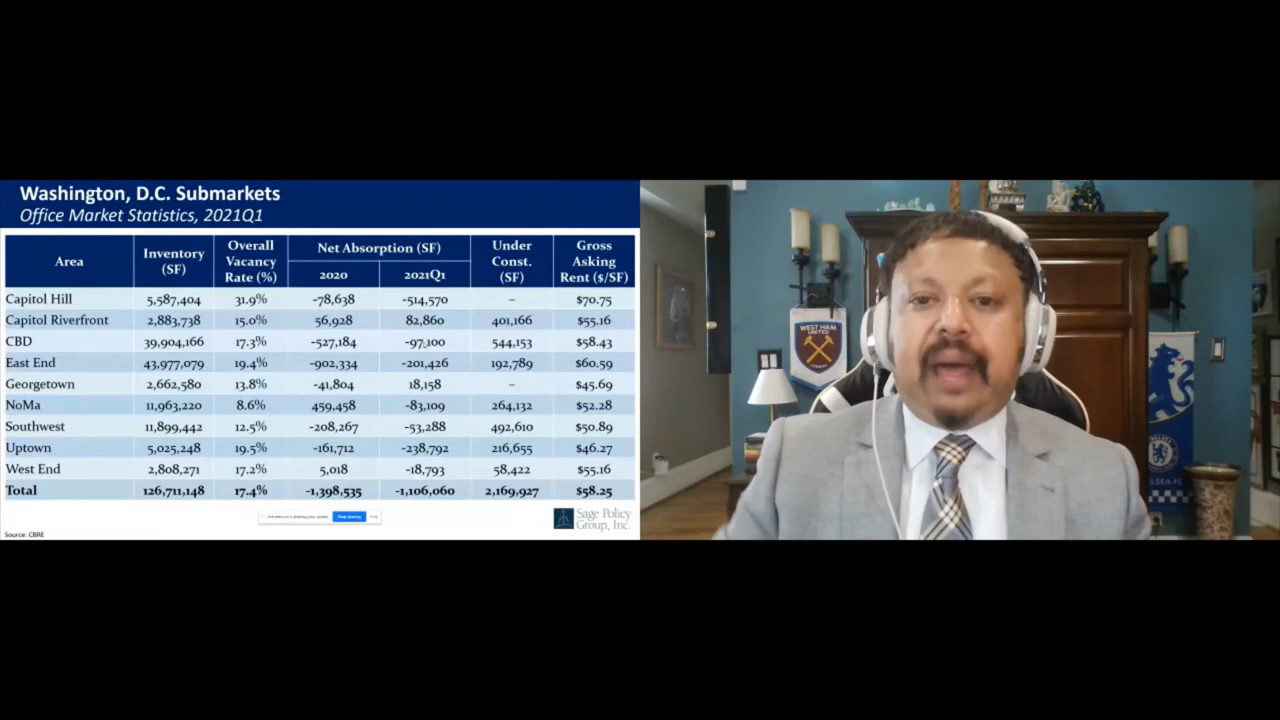 Washington, D.C. Submarkets
Office Market Statistics, 2021Q1
Area Inventory (SF) Overall Vacancy Rate (%) Net Absorption (SF) 2020 2021Q1 Under Const. (SF) Gross Asking Rent ($/SF)
Capitol Hill 5,587,404 31.9% -78,638 -514,570 – $70.75
Capitol Riverfront 2,883,738 15.0% 56,928 82,860 401,166 $55.16
CBD 39,904,166 17.3% -527,184 -97,100 544,153 $58.43
East End 43,977,079 19.4% -902,334 -201,426 192,789 $60.59
Georgetown 2,662,580 13.8% -41,804 18,158 – $45.69
NoMa 11,963,220 8.6% 459,458 -83,109 264,132 $52.28
Southwest 11,899,442 12.5% -208,267 -53,288 492,610 $50.89
Uptown 5,025,248 19.5% -161,712 -238,792 216,655 $46.27
West End 2,808,271 17.2% 5,018 -18,793 58,422 $55.16
Total 126,711,148 17.4% -1,398,535 -1,106,060 2,169,927 $58.25
Stop sharing
Sage Policy
Group, Inc.
Source: CBRE
WEST HAM
UNITED
LONDON
CHELSEA FC